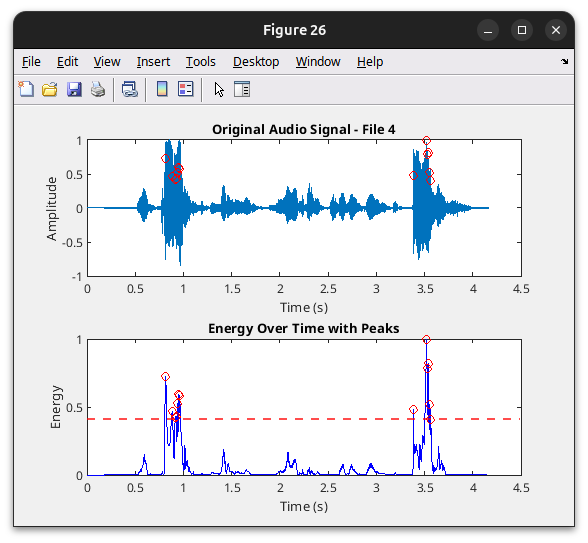 Figure 26
File Edit View Insert Tools Desktop Window Help
Original Audio Signal - File 4
1
0.5
0
-0.5
-1
Amplitude
0 0.5 1 1.5 2 2.5 3 3.5 4 4.5
Time (s)
Energy Over Time with Peaks
1
0.5
0
Energy
0 0.5 1 1.5 2 2.5 3 3.5 4 4.5
Time (s)